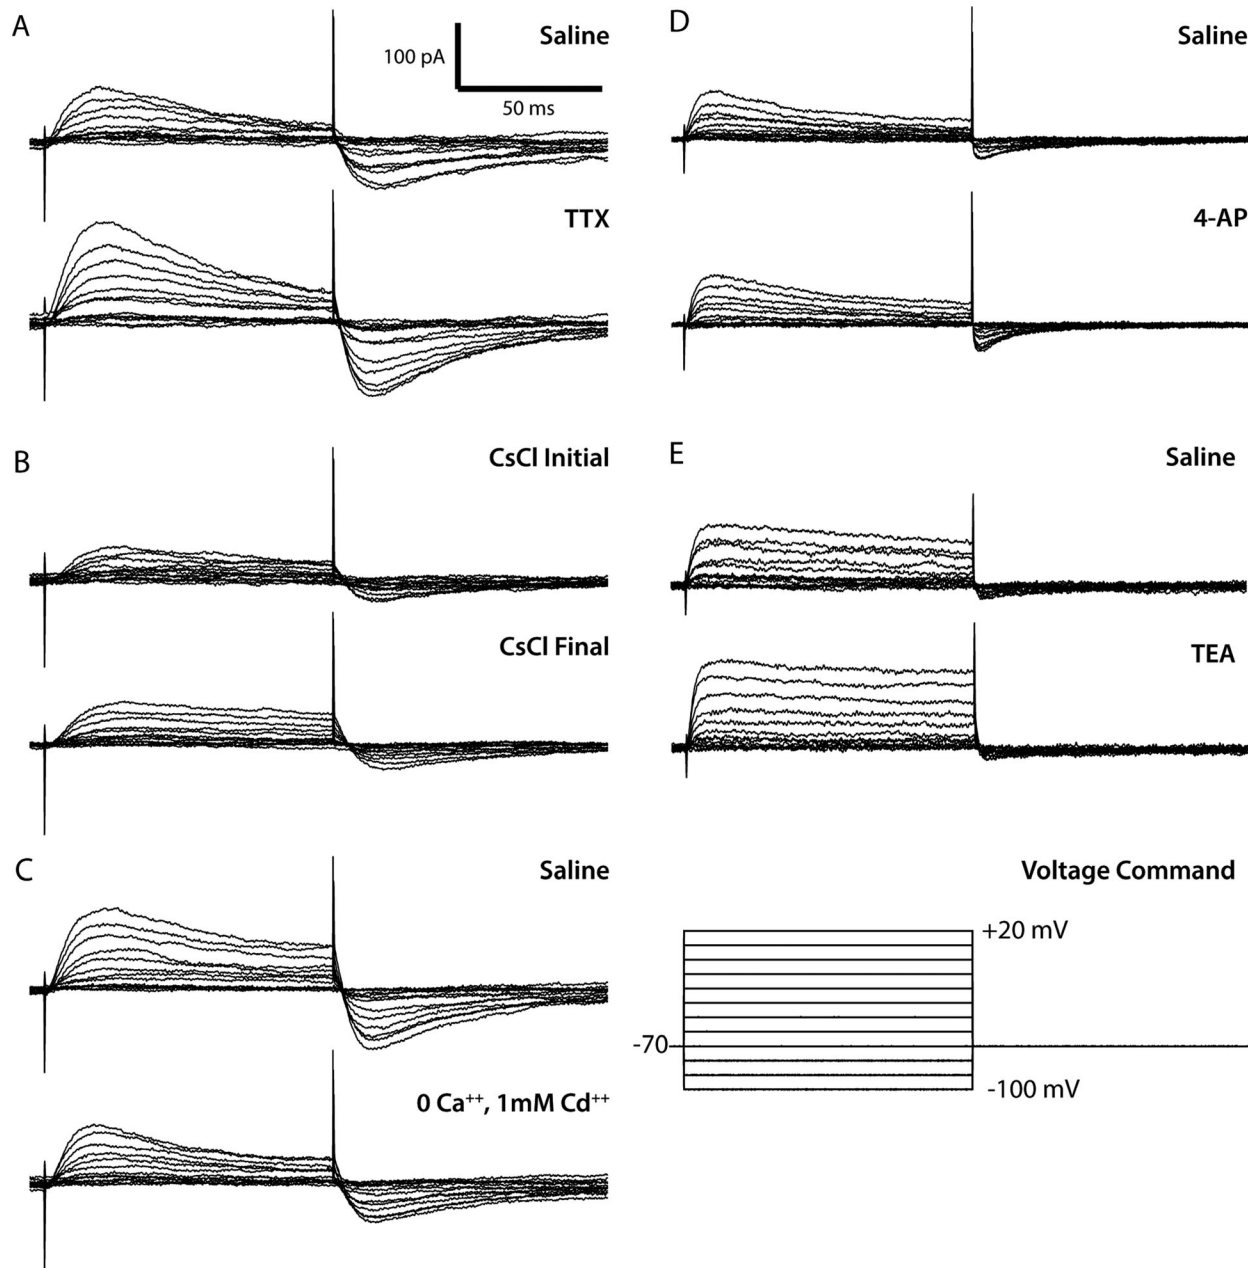 A
Saline
100 pA
50 ms
TTX
B
CsCl Initial
CsCl Final
C
Saline
0 Ca⁺⁺, 1mM Cd⁺⁺
D
Saline
4-AP
E
Saline
TEA
Voltage Command
+20 mV
-70
-100 mV